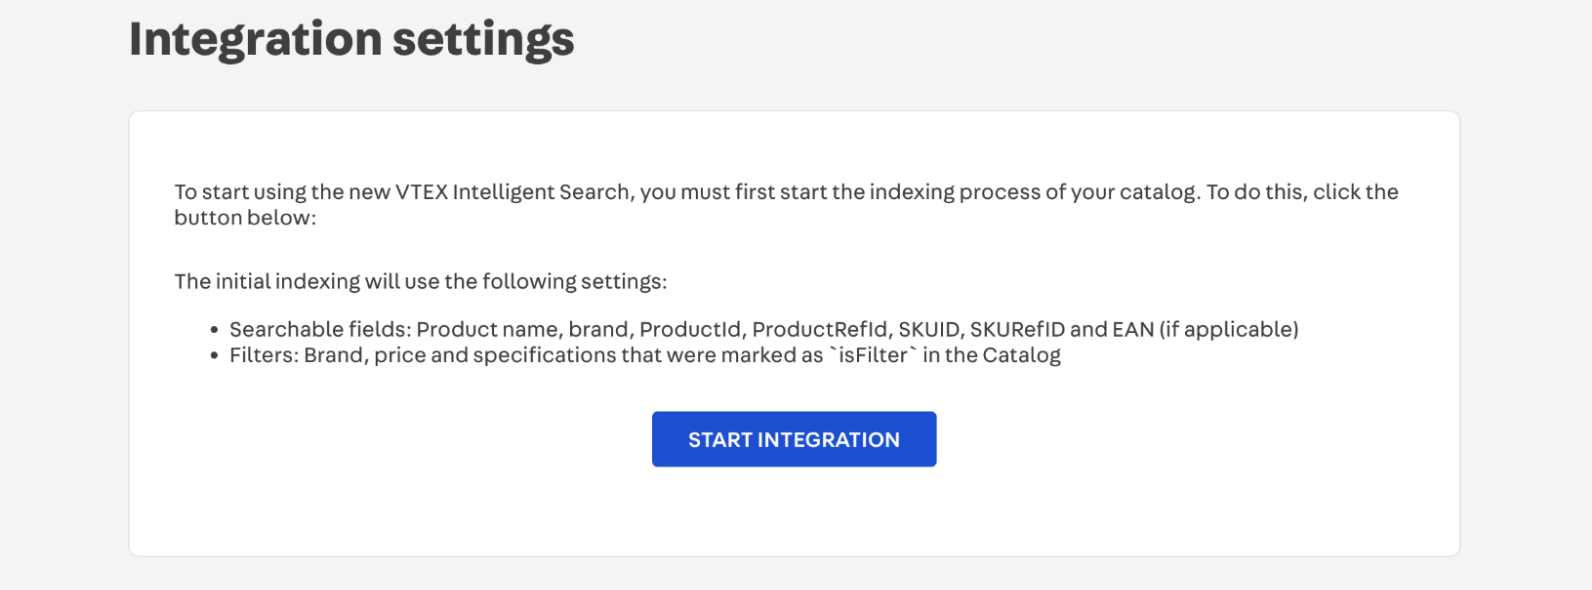 Integration settings
To start using the new VTEX Intelligent Search, you must first start the indexing process of your catalog. To do this, click the
button below:
The initial indexing will use the following settings:
• Searchable fields: Product name, brand, ProductId, ProductRefId, SKUID, SKURefID and EAN (if applicable)
• Filters: Brand, price and specifications that were marked as `isFilter` in the Catalog
START INTEGRATION